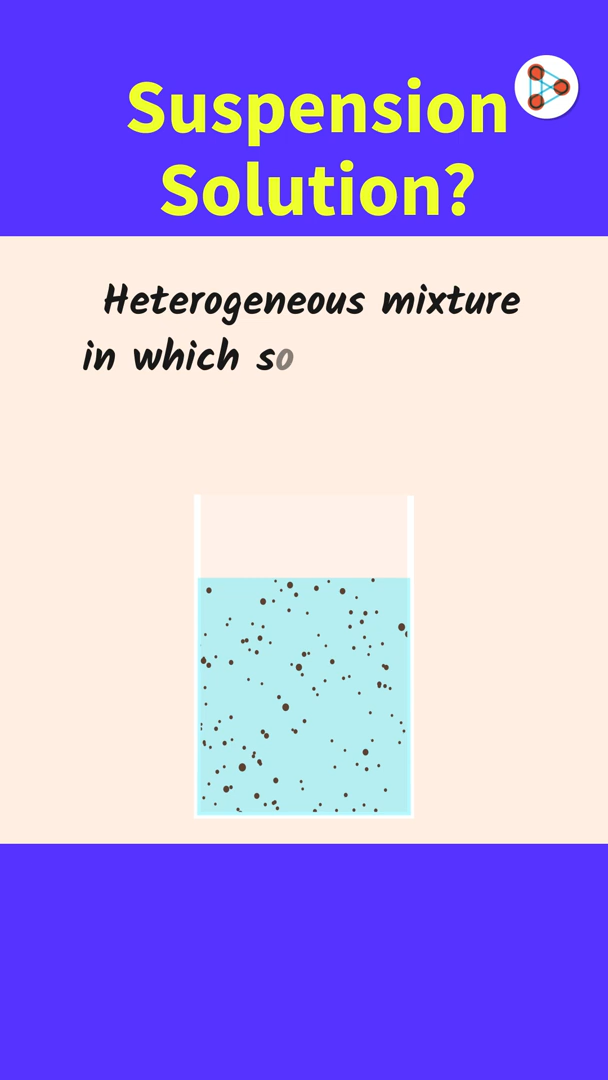 Suspension
Solution?
Heterogeneous mixture
in which so